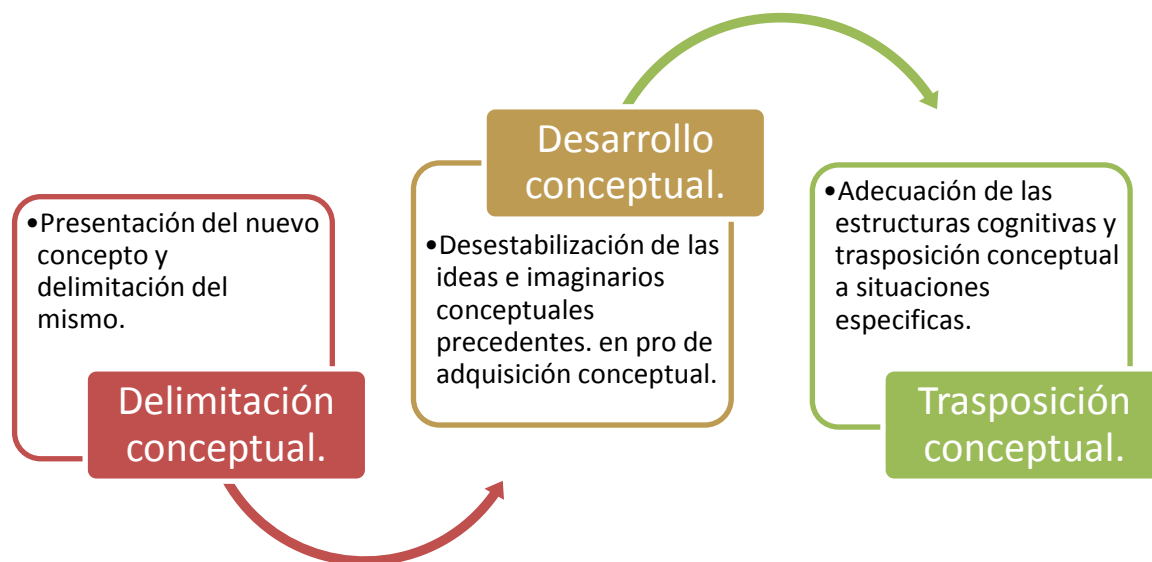 •Presentación del nuevo
concepto y
delimitación del
mismo.
Delimitación
conceptual.
Desarrollo
conceptual.
•Desestabilización de las
ideas e imaginarios
conceptuales
precedentes. en pro de
adquisición conceptual.
•Adecuación de las
estructuras cognitivas y
trasposición conceptual
a situaciones
especificas.
Trasposición
conceptual.